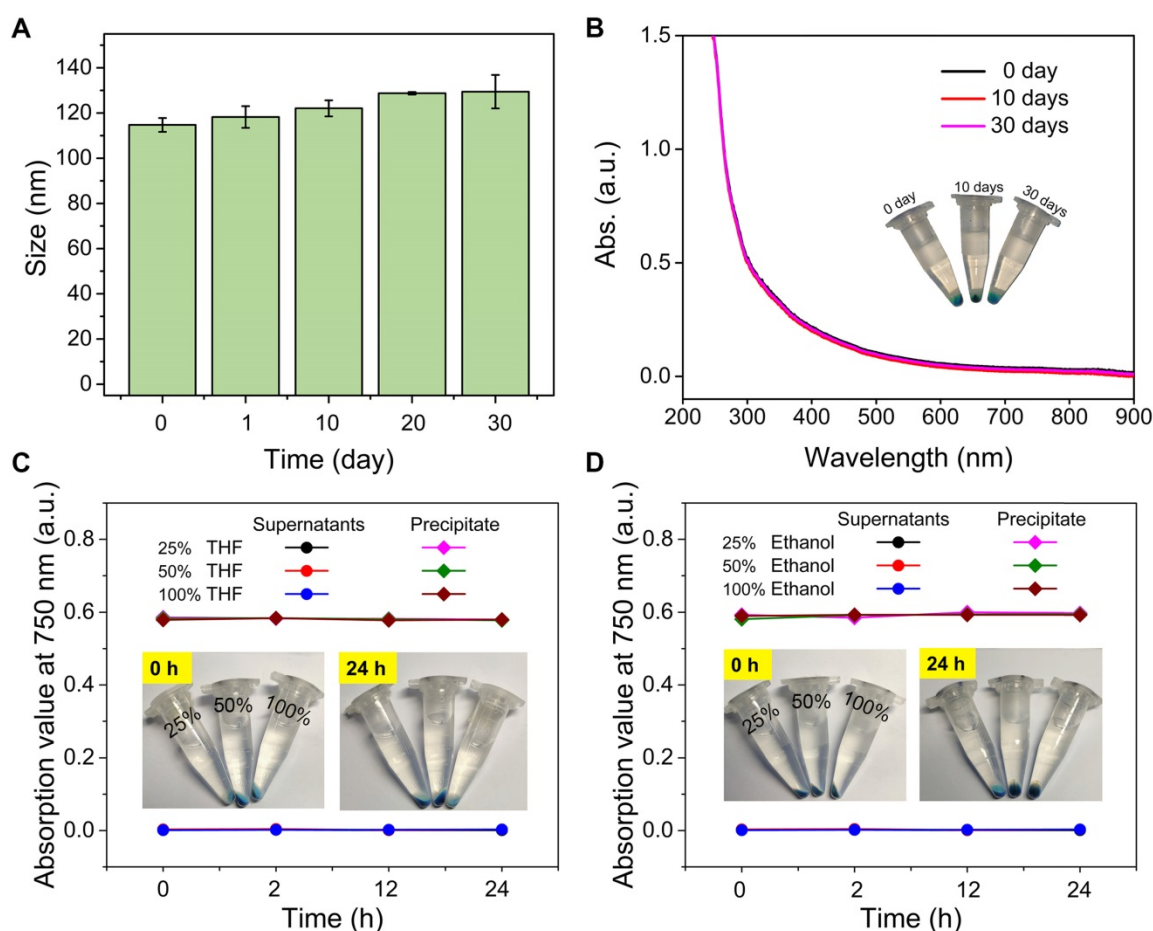 A
Size (nm)
140
120
100
80
60
40
20
0
0 1 10 20 30
Time (day)
B
Abs. (a.u.)
1.5
1.0
0.5
0.0
0 day
10 days
30 days
0 day
10 days
30 days
200 300 400 500 600 700 800 900
Wavelength (nm)
C
Absorption value at 750 nm (a.u.)
0.8
0.6
0.4
0.2
0.0
Supernatants Precipitate
25% THF
50% THF
100% THF
0 h
25%
50%
100%
24 h
0 2 12 24
Time (h)
D
Absorption value at 750 nm (a.u.)
0.8
0.6
0.4
0.2
0.0
Supernatants Precipitate
25% Ethanol
50% Ethanol
100% Ethanol
0 h
25%
50%
100%
24 h
0 2 12 24
Time (h)